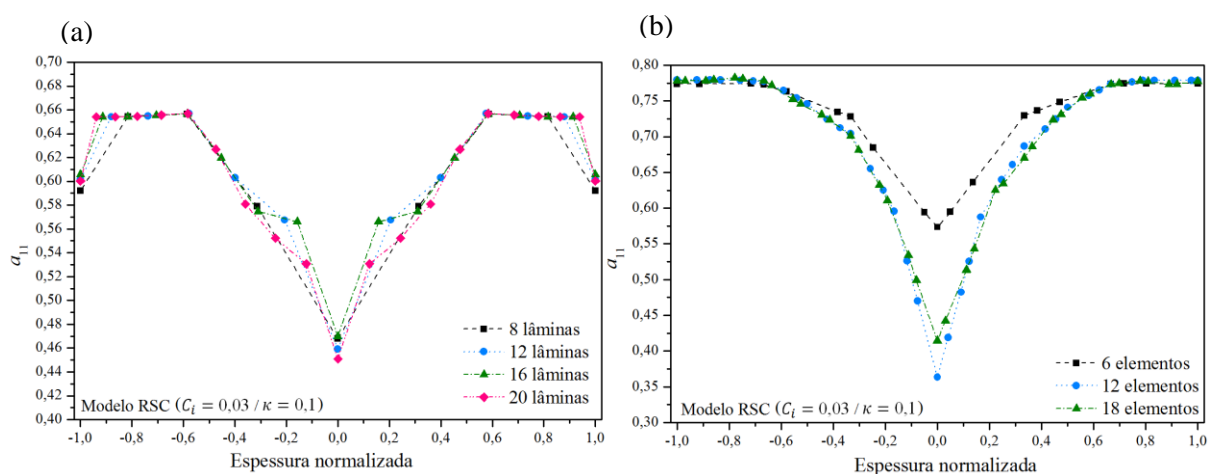 (a)
0,70
0,68
0,66
0,64
0,62
0,60
0,58
0,56
0,54
0,52
0,50
0,48
0,46
0,44
0,42
0,40
a11
8 lâminas
12 lâminas
16 lâminas
20 lâminas
Modelo RSC (Ci = 0,03 / κ = 0,1)
-1,0 -0,8 -0,6 -0,4 -0,2 0,0 0,2 0,4 0,6 0,8 1,0
Espessura normalizada
(b)
0,80
0,75
0,70
0,65
0,60
0,55
0,50
0,45
0,40
0,35
0,30
a11
6 elementos
12 elementos
18 elementos
Modelo RSC (Ci = 0,03 / κ = 0,1)
-1,0 -0,8 -0,6 -0,4 -0,2 0,0 0,2 0,4 0,6 0,8 1,0
Espessura normalizada